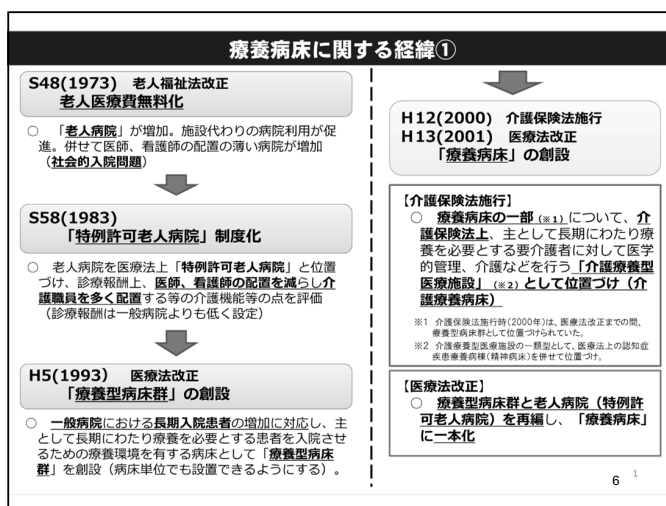 療養病床に関する経緯①
S48(1973) 老人福祉法改正
老人医療費無料化
○ 「老人病院」が増加。施設代わりの病院利用が促
進。併せて医師、看護師の配置の薄い病院が増加
（社会的入院問題）
S58(1983)
「特例許可老人病院」制度化
○ 老人病院を医療法上「特例許可老人病院」と位置
づけ、診療報酬上、医師、看護師の配置を減らし介
護職員を多く配置する等の介護機能等の点を評価
（診療報酬は一般病院よりも低く設定）
H5(1993) 医療法改正
「療養型病床群」の創設
○ 一般病院における長期入院患者の増加に対応し、主
として長期にわたり療養を必要とする患者を入院させ
るための療養環境を有する病床として「療養型病床
群」を創設（病床単位でも設置できるようにする）。
H12(2000) 介護保険法施行
H13(2001) 医療法改正
「療養病床」の創設
【介護保険法施行】
○ 療養病床の一部（※１）について、介
護保険法上、主として長期にわたり療
養を必要とする要介護者に対して医学
的管理、介護などを行う「介護療養型
医療施設」（※２）として位置づけ（介
護療養病床）
※１ 介護保険法施行時(2000年)は、医療法改正までの間、
療養型病床群として位置づけられていた。
※２ 介護療養型医療施設の一類型として、医療法上の認知症
疾患療養病棟(精神病床)を併せて位置づけ。
【医療法改正】
○ 療養型病床群と老人病院（特例許
可老人病院）を再編し、「療養病床」
に一本化
6
1